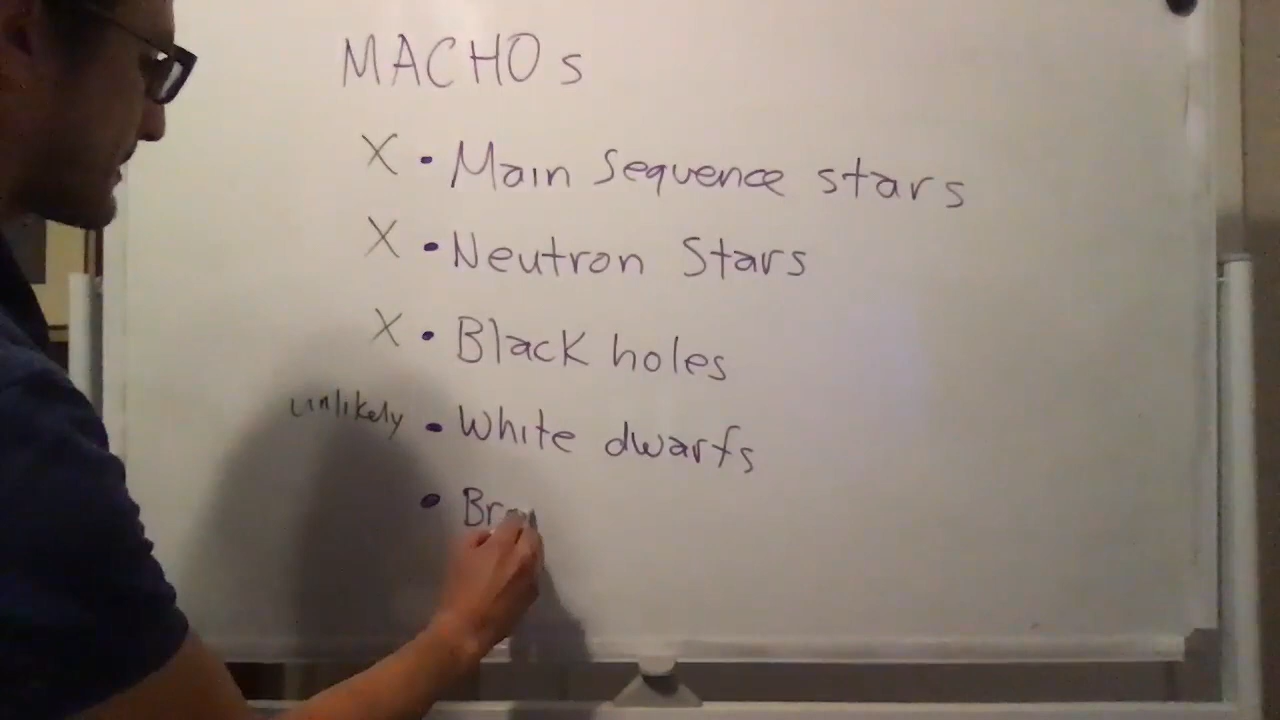 MACHOs
X • Main Sequence stars
X • Neutron Stars
X • Black holes
unlikely • White dwarfs
•